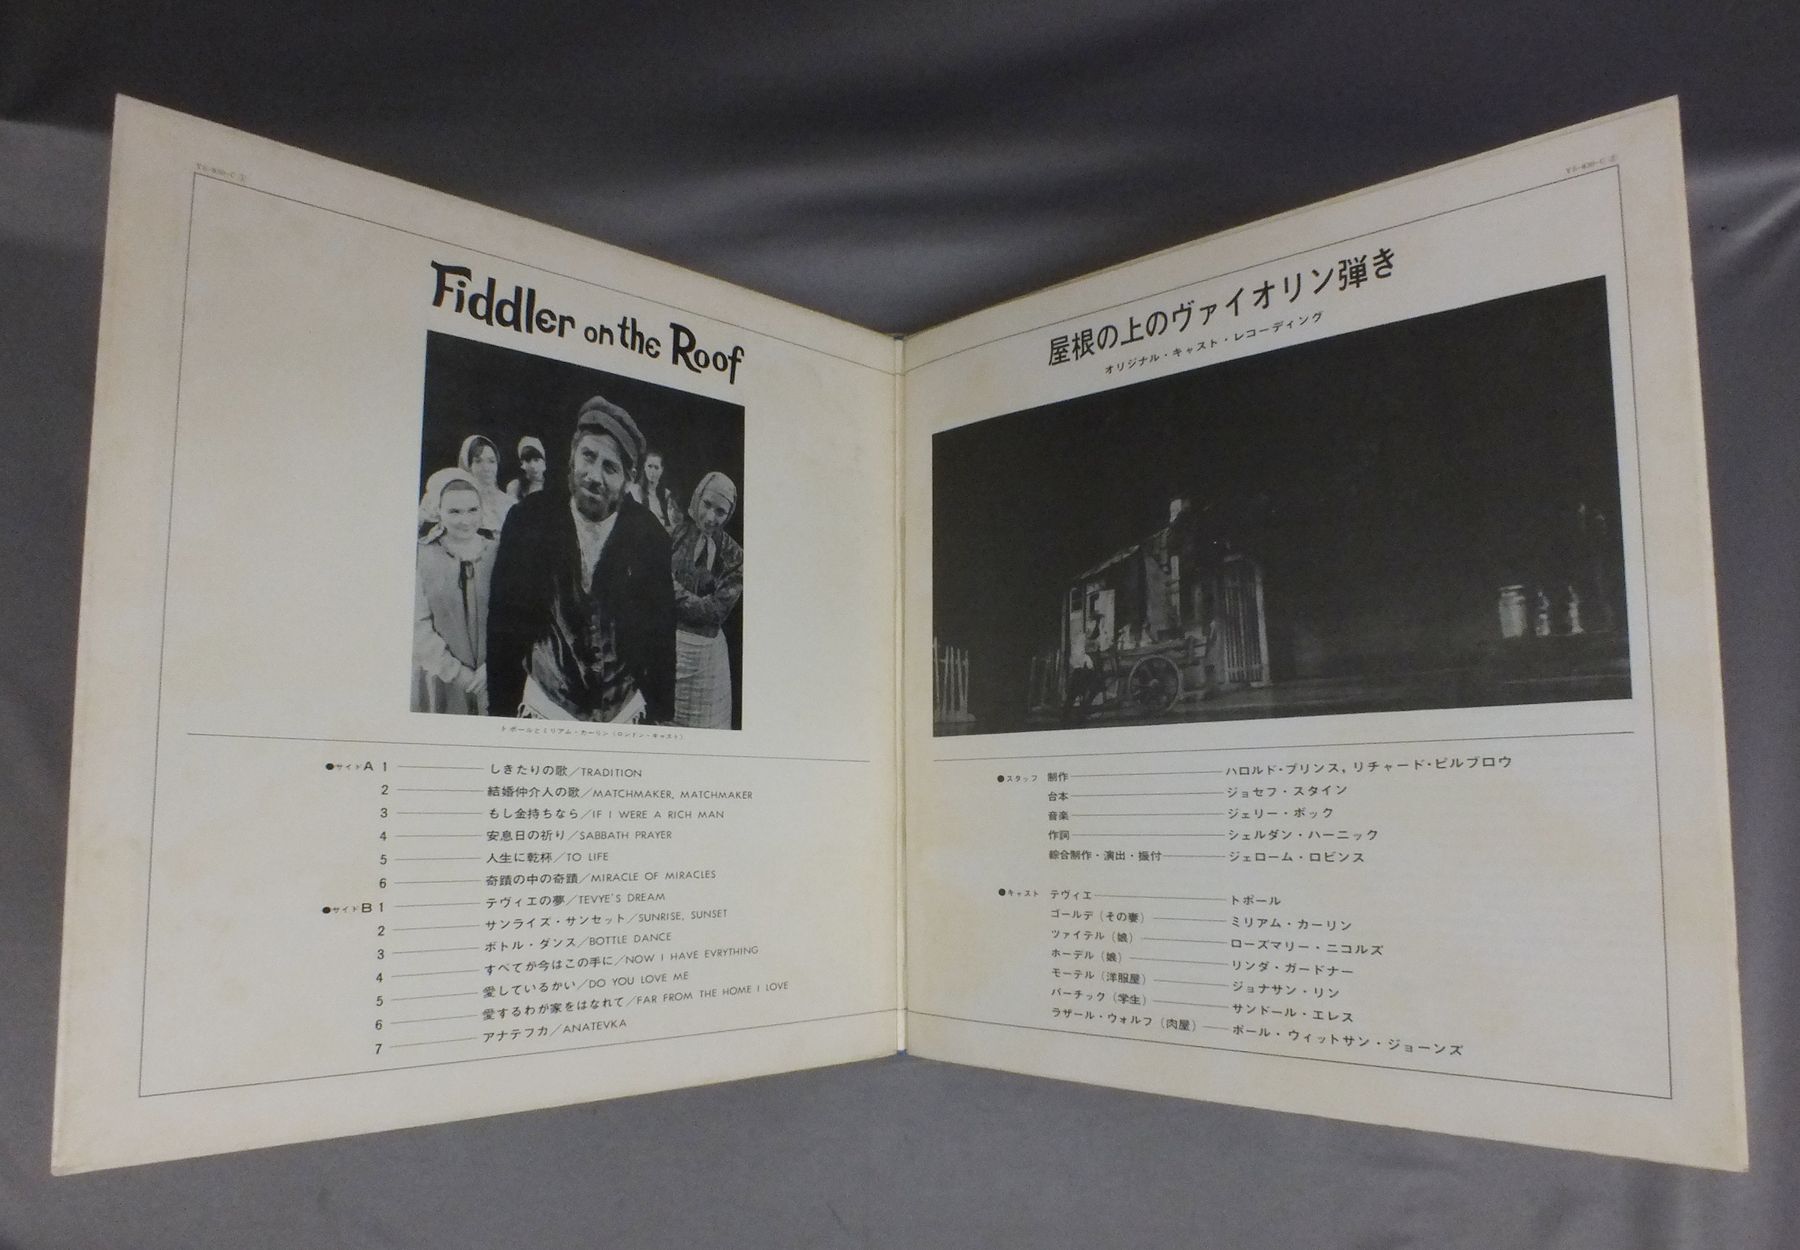 YS-830-C ①
Fiddler on the Roof
トポールとミリアム・カーリン（ロンドン・キャスト）
●サイドA 1 しきたりの歌／TRADITION
2 結婚仲介人の歌／MATCHMAKER, MATCHMAKER
3 もし金持ちなら／IF I WERE A RICH MAN
4 安息日の祈り／SABBATH PRAYER
5 人生に乾杯／TO LIFE
6 奇蹟の中の奇蹟／MIRACLE OF MIRACLES
●サイドB 1 テヴィエの夢／TEVYE'S DREAM
2 サンライズ・サンセット／SUNRISE, SUNSET
3 ボトル・ダンス／BOTTLE DANCE
4 すべてが今はこの手に／NOW I HAVE EVRYTHING
5 愛しているかい／DO YOU LOVE ME
6 愛するわが家をはなれて／FAR FROM THE HOME I LOVE
7 アナテフカ／ANATEVKA
YS-830-C ②
屋根の上のヴァイオリン弾き
オリジナル・キャスト・レコーディング
●スタッフ 制作 ハロルド・プリンス，リチャード・ピルブロウ
台本 ジョセフ・スタイン
音楽 ジェリー・ボック
作詞 シェルダン・ハーニック
綜合制作・演出・振付 ジェローム・ロビンス
●キャスト テヴィエ トポール
ゴールデ（その妻） ミリアム・カーリン
ツァイテル（娘） ローズマリー・ニコルズ
ホーデル（娘） リンダ・ガードナー
モーテル（洋服屋） ジョナサン・リン
パーチック（学生） サンドール・エレス
ラザール・ウォルフ（肉屋） ポール・ウィットサン・ジョーンズ